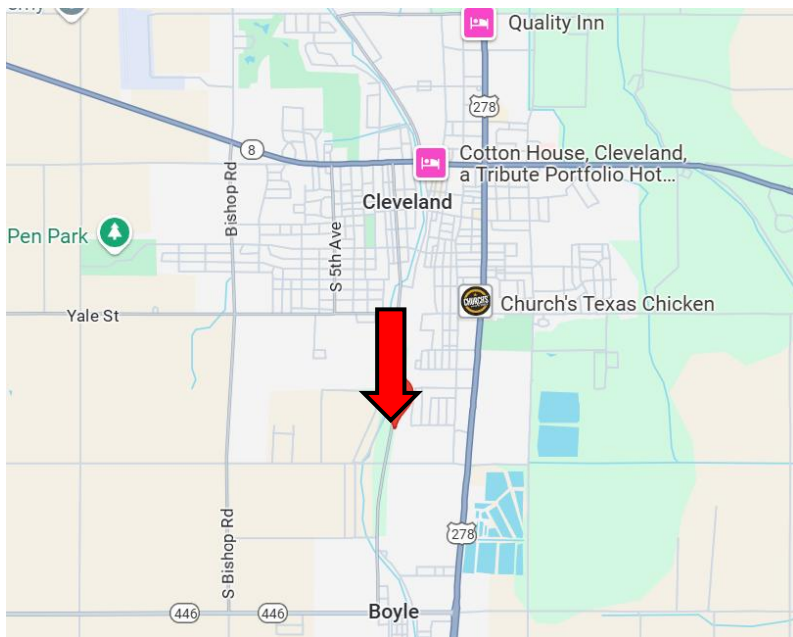 Quality Inn
278
8
Cotton House, Cleveland,
a Tribute Portfolio Hot...
Bishop Rd
Cleveland
S 5th Ave
Pen Park
CHURCH'S
Church's Texas Chicken
Yale St
S Bishop Rd
278
446
446
Boyle